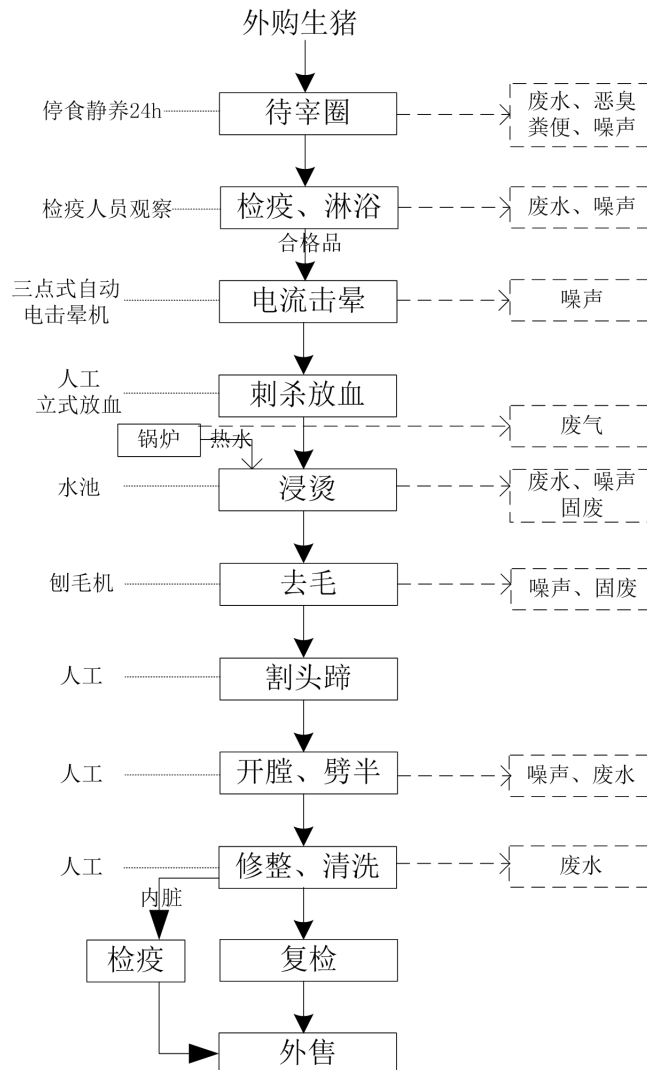 外购生猪
停食静养24h
待宰圈
废水、恶臭
粪便、噪声
检疫人员观察
检疫、淋浴
废水、噪声
合格品
三点式自动
电击晕机
电流击晕
噪声
人工
立式放血
刺杀放血
废气
锅炉
热水
水池
浸烫
废水、噪声
固废
刨毛机
去毛
噪声、固废
人工
割头蹄
人工
开膛、劈半
噪声、废水
人工
修整、清洗
废水
内脏
检疫
复检
外售